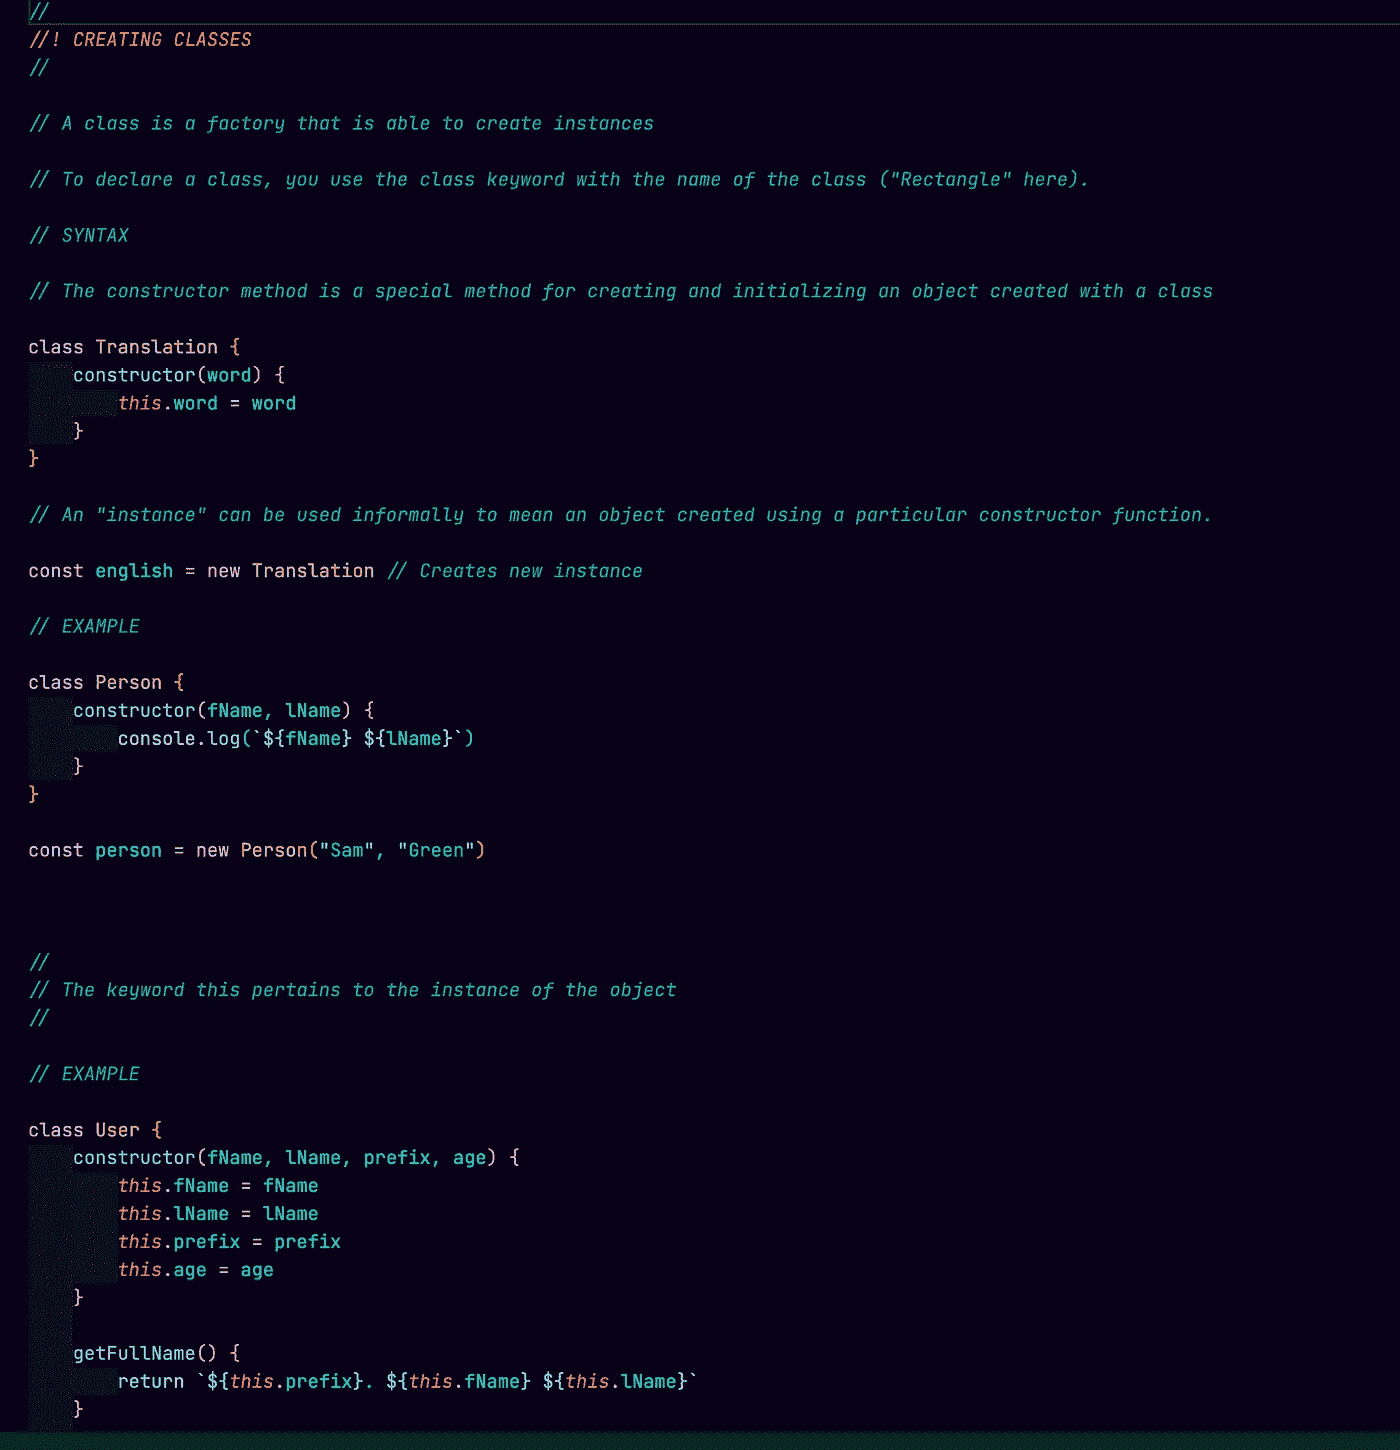 //
//! CREATING CLASSES
//
// A class is a factory that is able to create instances
// To declare a class, you use the class keyword with the name of the class ("Rectangle" here).
// SYNTAX
// The constructor method is a special method for creating and initializing an object created with a class
class Translation {
    constructor(word) {
        this.word = word
    }
}
// An "instance" can be used informally to mean an object created using a particular constructor function.
const english = new Translation // Creates new instance
// EXAMPLE
class Person {
    constructor(fName, lName) {
        console.log(`${fName} ${lName}`)
    }
}
const person = new Person("Sam", "Green")
//
// The keyword this pertains to the instance of the object
//
// EXAMPLE
class User {
    constructor(fName, lName, prefix, age) {
        this.fName = fName
        this.lName = lName
        this.prefix = prefix
        this.age = age
    }
    getFullName() {
        return `${this.prefix}. ${this.fName} ${this.lName}`
    }